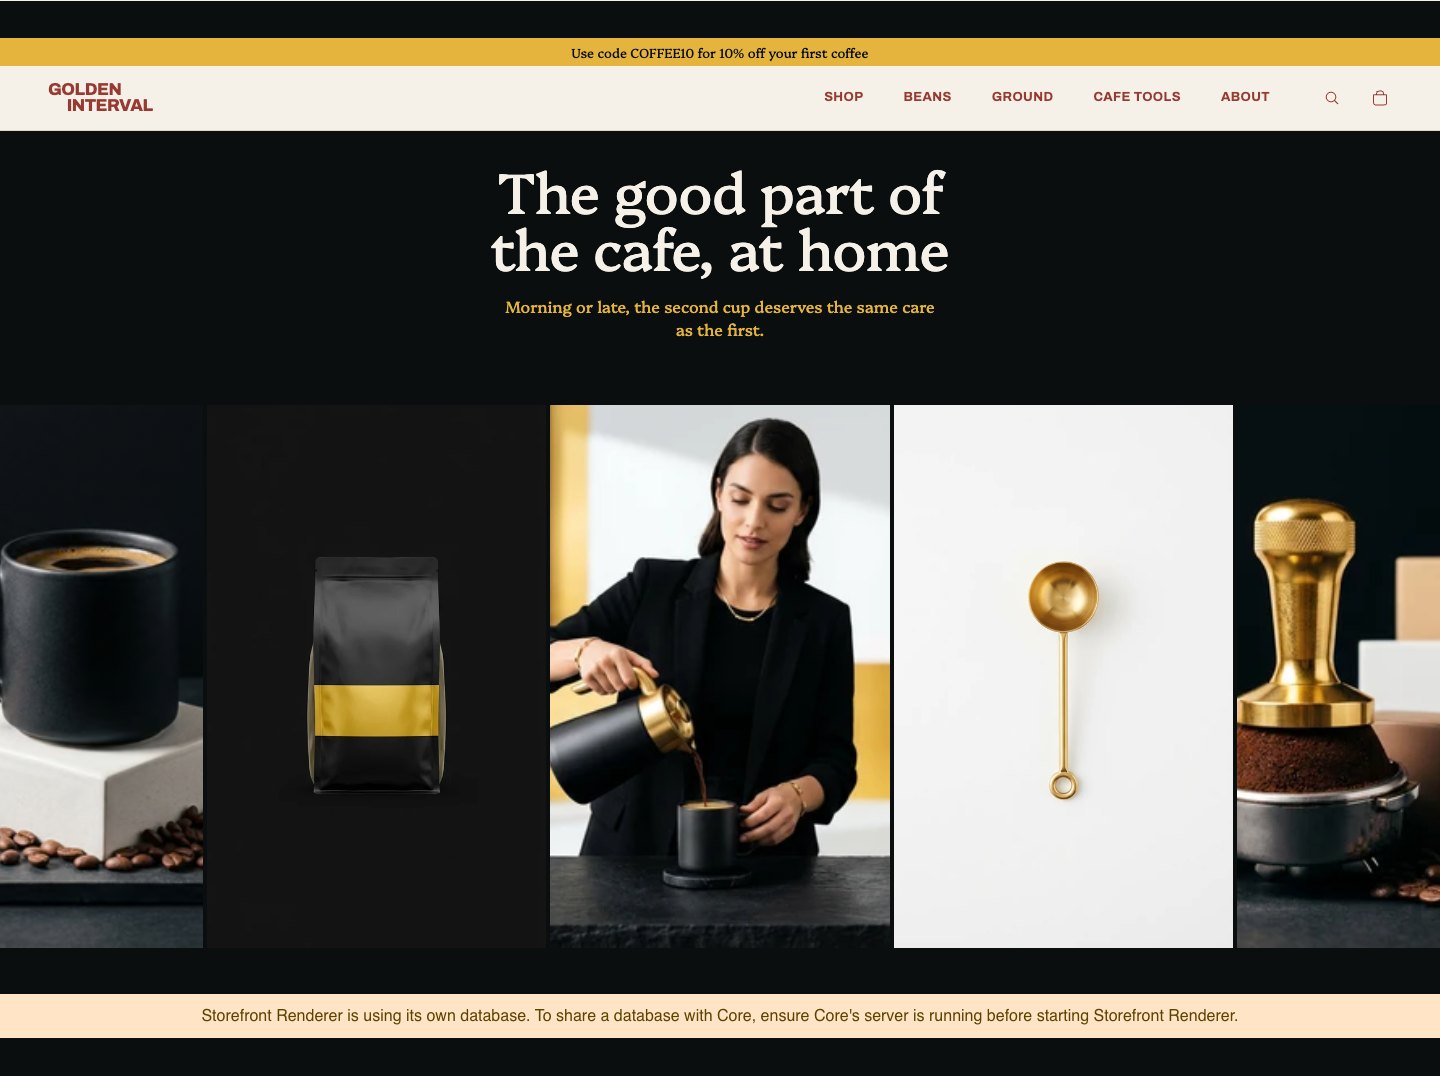 Use code COFFEE10 for 10% off your first coffee
GOLDEN
INTERVAL
SHOP
BEANS
GROUND
CAFE TOOLS
ABOUT
The good part of
the cafe, at home
Morning or late, the second cup deserves the same care
as the first.
Storefront Renderer is using its own database. To share a database with Core, ensure Core's server is running before starting Storefront Renderer.